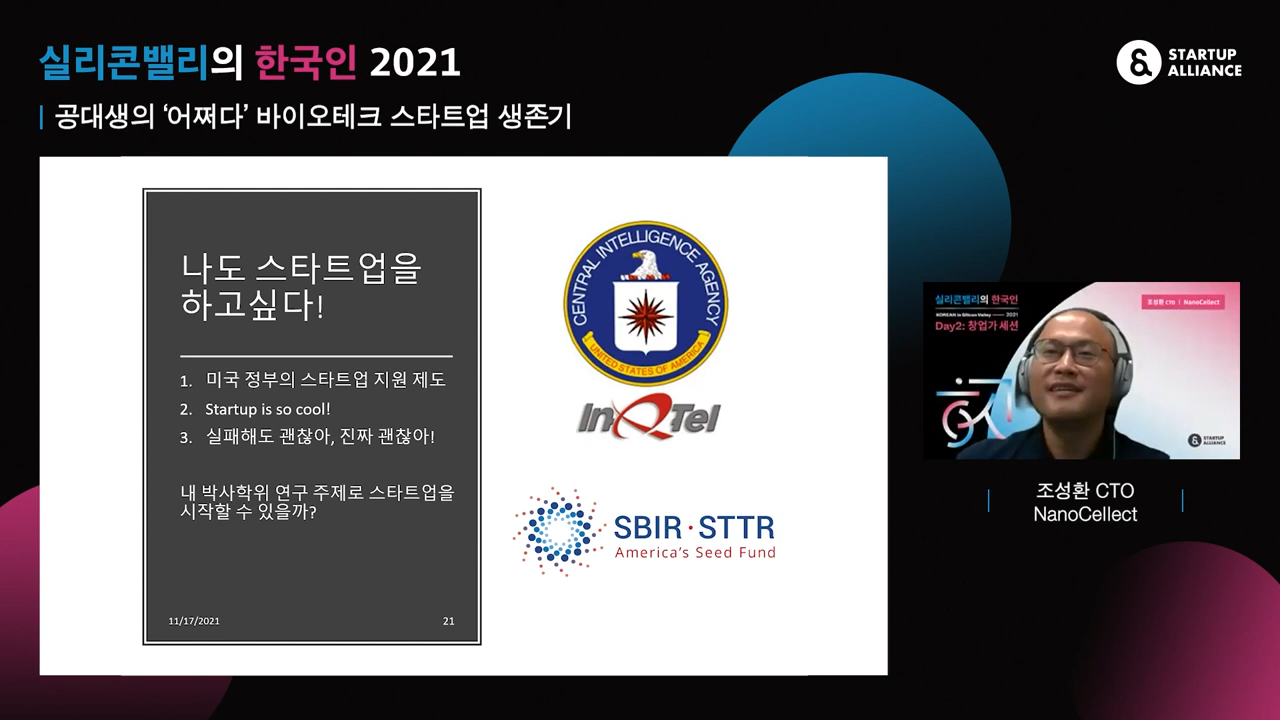 실리콘밸리의 한국인 2021
공대생의 ‘어쩌다’ 바이오테크 스타트업 생존기
STARTUP
ALLIANCE
나도 스타트업을
하고싶다!
1. 미국 정부의 스타트업 지원 제도
2. Startup is so cool!
3. 실패해도 괜찮아, 진짜 괜찮아!
내 박사학위 연구 주제로 스타트업을
시작할 수 있을까?
11/17/2021
21
CENTRAL INTELLIGENCE AGENCY
UNITED STATES OF AMERICA
InQTel
SBIR·STTR
America's Seed Fund
실리콘밸리의 한국인
KOREAN in Silicon Valley 2021
Day2: 창업가 세션
조성환 CTO | NanoCellect
STARTUP
ALLIANCE
조성환 CTO
NanoCellect